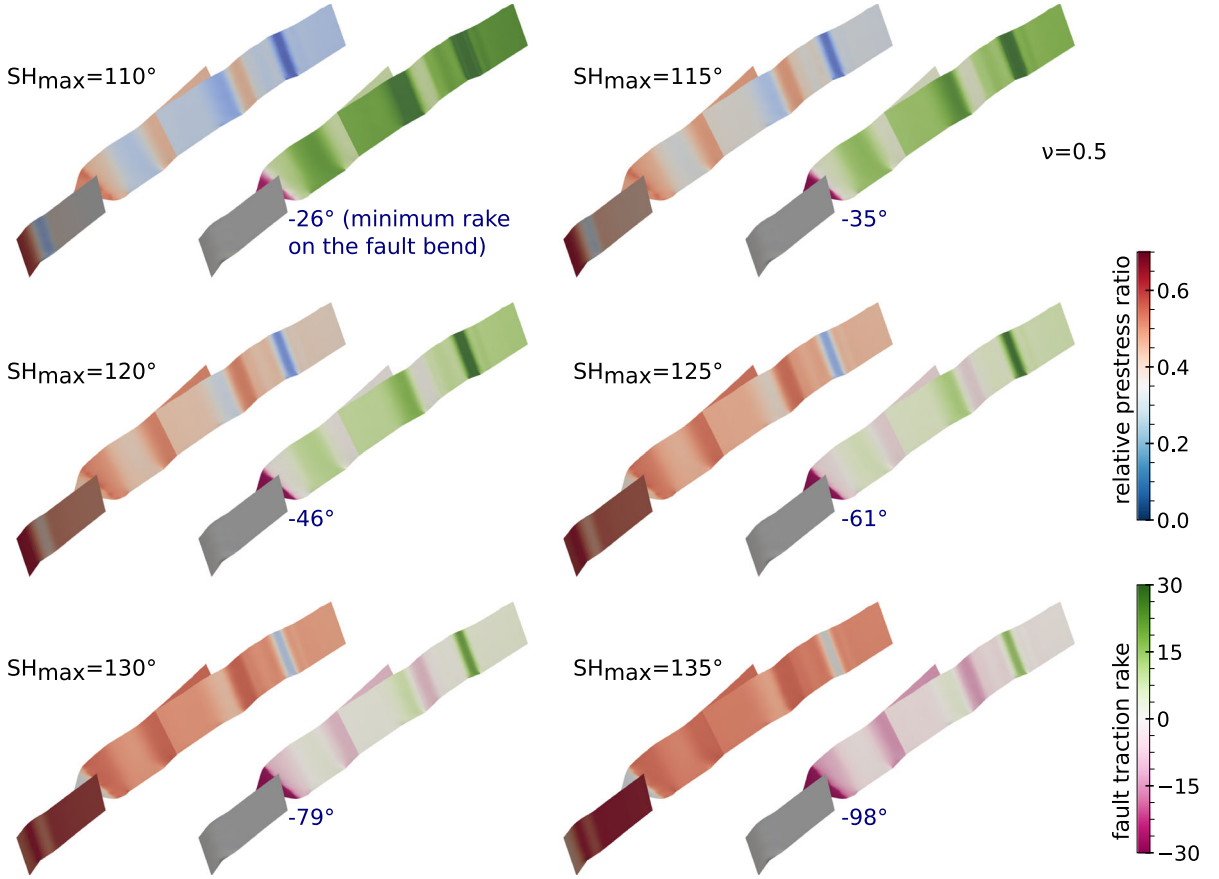 SHmax=110°
SHmax=115°
ν=0.5
-26° (minimum rake
on the fault bend)
-35°
SHmax=120°
SHmax=125°
-46°
-61°
SHmax=130°
SHmax=135°
-79°
-98°
relative prestress ratio
0.6
0.4
0.2
0.0
fault traction rake
30
15
0
−15
−30